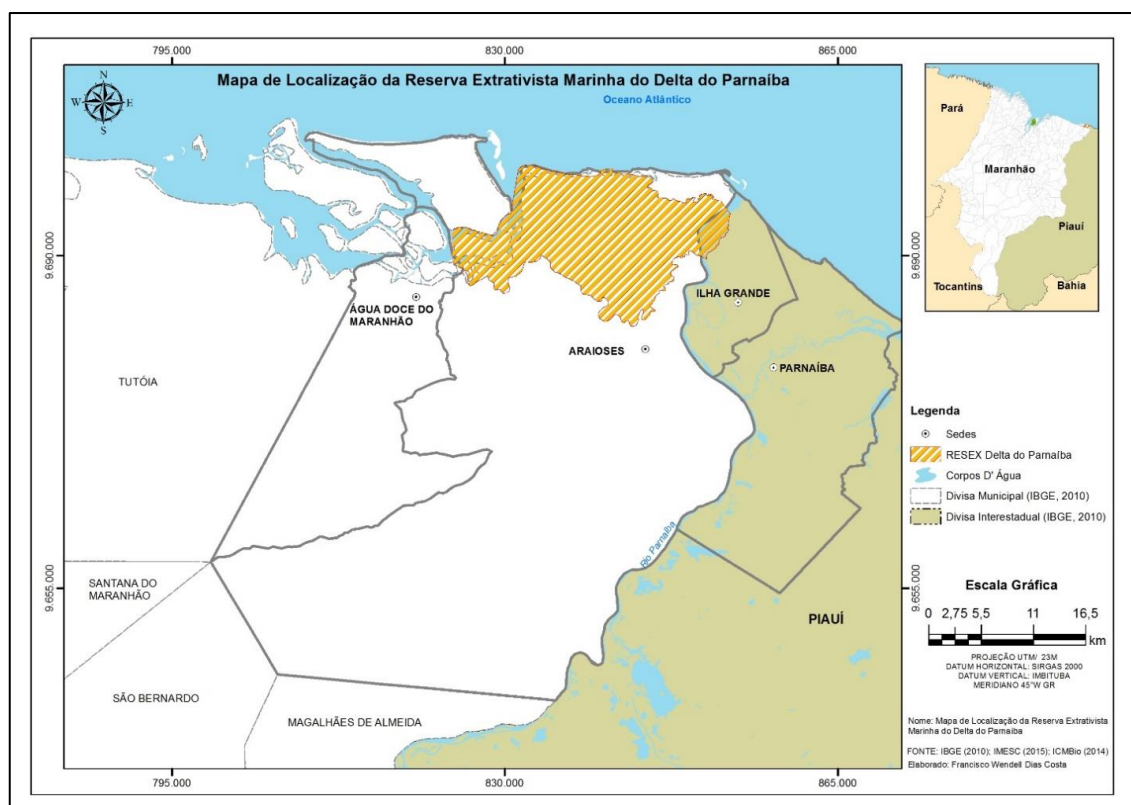 795.000
830.000
865.000
Mapa de Localização da Reserva Extrativista Marinha do Delta do Parnaíba
Oceano Atlântico
N
W
E
S
9.690.000
9.690.000
ÁGUA DOCE DO
MARANHÃO
ILHA GRANDE
ARAIOSES
PARNAÍBA
TUTÓIA
Rio Parnaíba
9.655.000
9.655.000
SANTANA DO
MARANHÃO
PIAUÍ
SÃO BERNARDO
MAGALHÃES DE ALMEIDA
795.000
830.000
865.000
Pará
Maranhão
Piauí
Tocantins
Bahia
Legenda
Sedes
RESEX Delta do Parnaíba
Corpos D' Água
Divisa Municipal (IBGE, 2010)
Divisa Interestadual (IBGE, 2010)
Escala Gráfica
0 2,75 5,5 11 16,5
km
PROJEÇÃO UTM/ 23M
DATUM HORIZONTAL: SIRGAS 2000
DATUM VERTICAL: IMBITUBA
MERIDIANO 45°W GR
Nome: Mapa de Localização da Reserva Extrativista
Marinha do Delta do Parnaíba
FONTE: IBGE (2010); IMESC (2015); ICMBio (2014)
Elaborado: Francisco Wendell Dias Costa